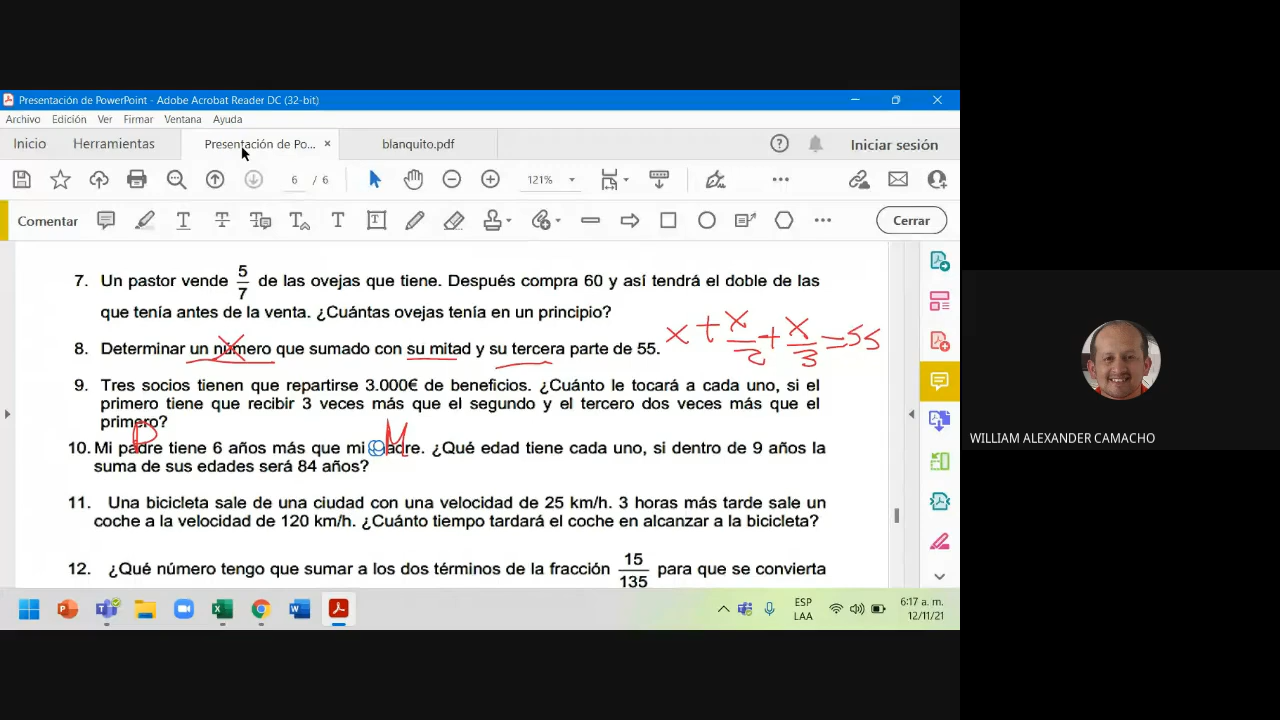 Presentación de PowerPoint - Adobe Acrobat Reader DC (32-bit)
Archivo Edición Ver Firmar Ventana Ayuda
Inicio Herramientas Presentación de Po... × blanquito.pdf Iniciar sesión
6 / 6 121%
Comentar Cerrar
7. Un pastor vende 5/7 de las ovejas que tiene. Después compra 60 y así tendrá el doble de las
que tenía antes de la venta. ¿Cuántas ovejas tenía en un principio?
x + x/2 + x/3 = 55
x
8. Determinar un número que sumado con su mitad y su tercera parte de 55.
9. Tres socios tienen que repartirse 3.000€ de beneficios. ¿Cuánto le tocará a cada uno, si el
primero tiene que recibir 3 veces más que el segundo y el tercero dos veces más que el
primero?
P M
10. Mi padre tiene 6 años más que mi madre. ¿Qué edad tiene cada uno, si dentro de 9 años la
suma de sus edades será 84 años?
11. Una bicicleta sale de una ciudad con una velocidad de 25 km/h. 3 horas más tarde sale un
coche a la velocidad de 120 km/h. ¿Cuánto tiempo tardará el coche en alcanzar a la bicicleta?
12. ¿Qué número tengo que sumar a los dos términos de la fracción 15/135 para que se convierta
WILLIAM ALEXANDER CAMACHO
ESP
LAA
6:17 a. m.
12/11/21